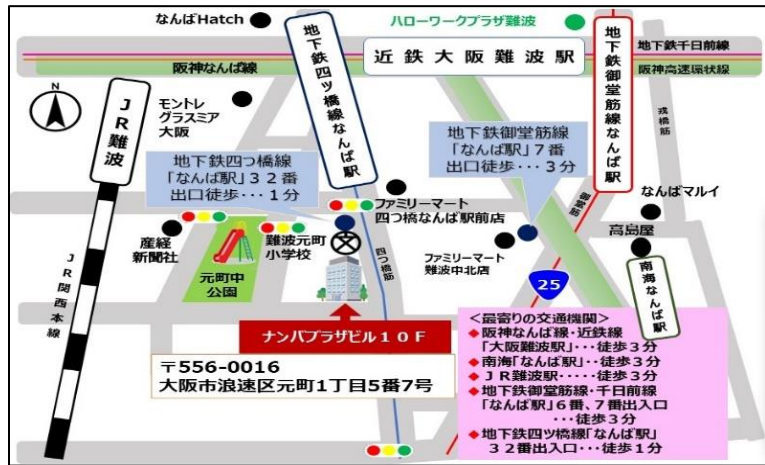 なんばHatch
地下鉄四ツ橋線なんば駅
ハローワークプラザ難波
近鉄大阪難波駅
地下鉄御堂筋線なんば駅
地下鉄千日前線
阪神なんば線
阪神高速環状線
N
JR難波
モントレ
グラスミア
大阪
戎橋筋
地下鉄四つ橋線
「なんば駅」32番
出口徒歩・・・1分
地下鉄御堂筋線
「なんば駅」7番
出口徒歩・・・3分
御堂筋
なんばマルイ
ファミリーマート
四つ橋なんば駅前店
産経
新聞社
元町中
公園
難波元町
小学校
四つ橋筋
ファミリーマート
難波中北店
高島屋
南海なんば駅
JR関西本線
25
ナンバプラザビル10F
〒556-0016
大阪市浪速区元町1丁目5番7号
<最寄りの交通機関>
◆阪神なんば線・近鉄線
「大阪難波駅」・・・徒歩3分
◆南海「なんば駅」・・徒歩3分
◆JR難波駅・・・・・徒歩3分
◆地下鉄御堂筋線・千日前線
「なんば駅」6番、7番出入口
・・・徒歩3分
◆地下鉄四ツ橋線「なんば駅」
32番出入口・・・徒歩1分